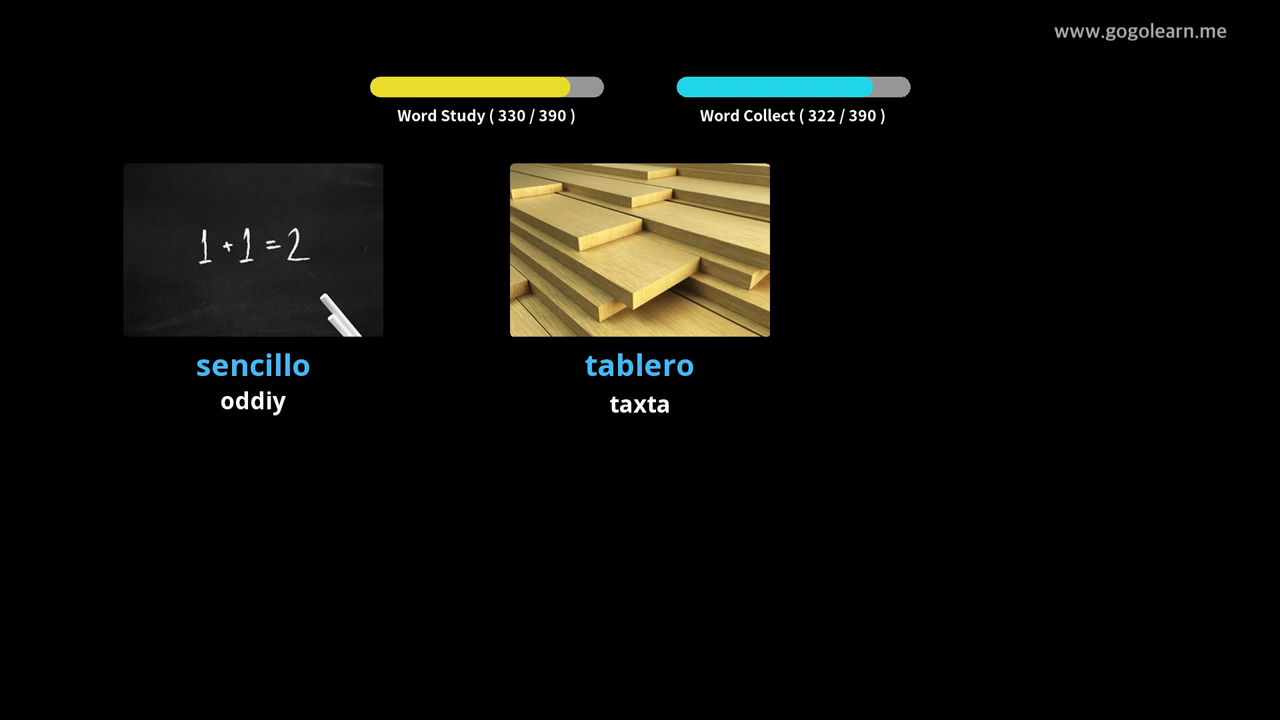 www.gogolearn.me
Word Study ( 330 / 390 )
Word Collect ( 322 / 390 )
1 + 1 = 2
sencillo
oddiy
tablero
taxta